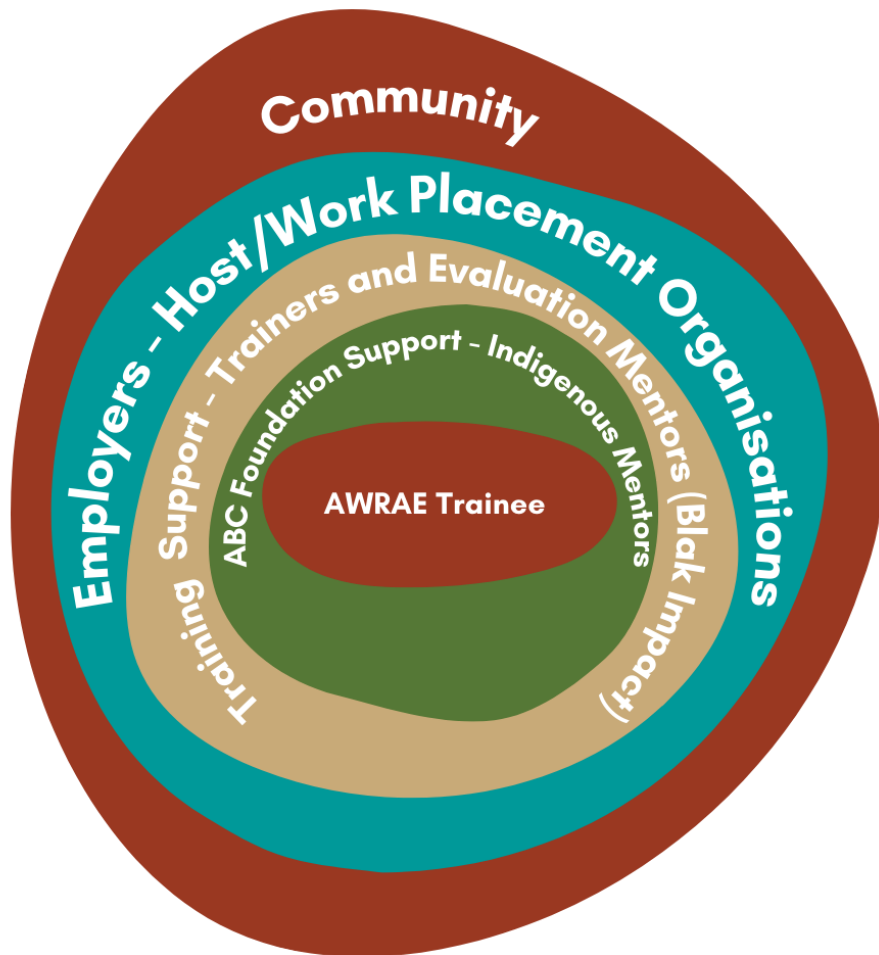 Community
Employers - Host/Work Placement Organisations
Training Support - Trainers and Evaluation Mentors (Blak Impact)
ABC Foundation Support - Indigenous Mentors
AWRAE Trainee